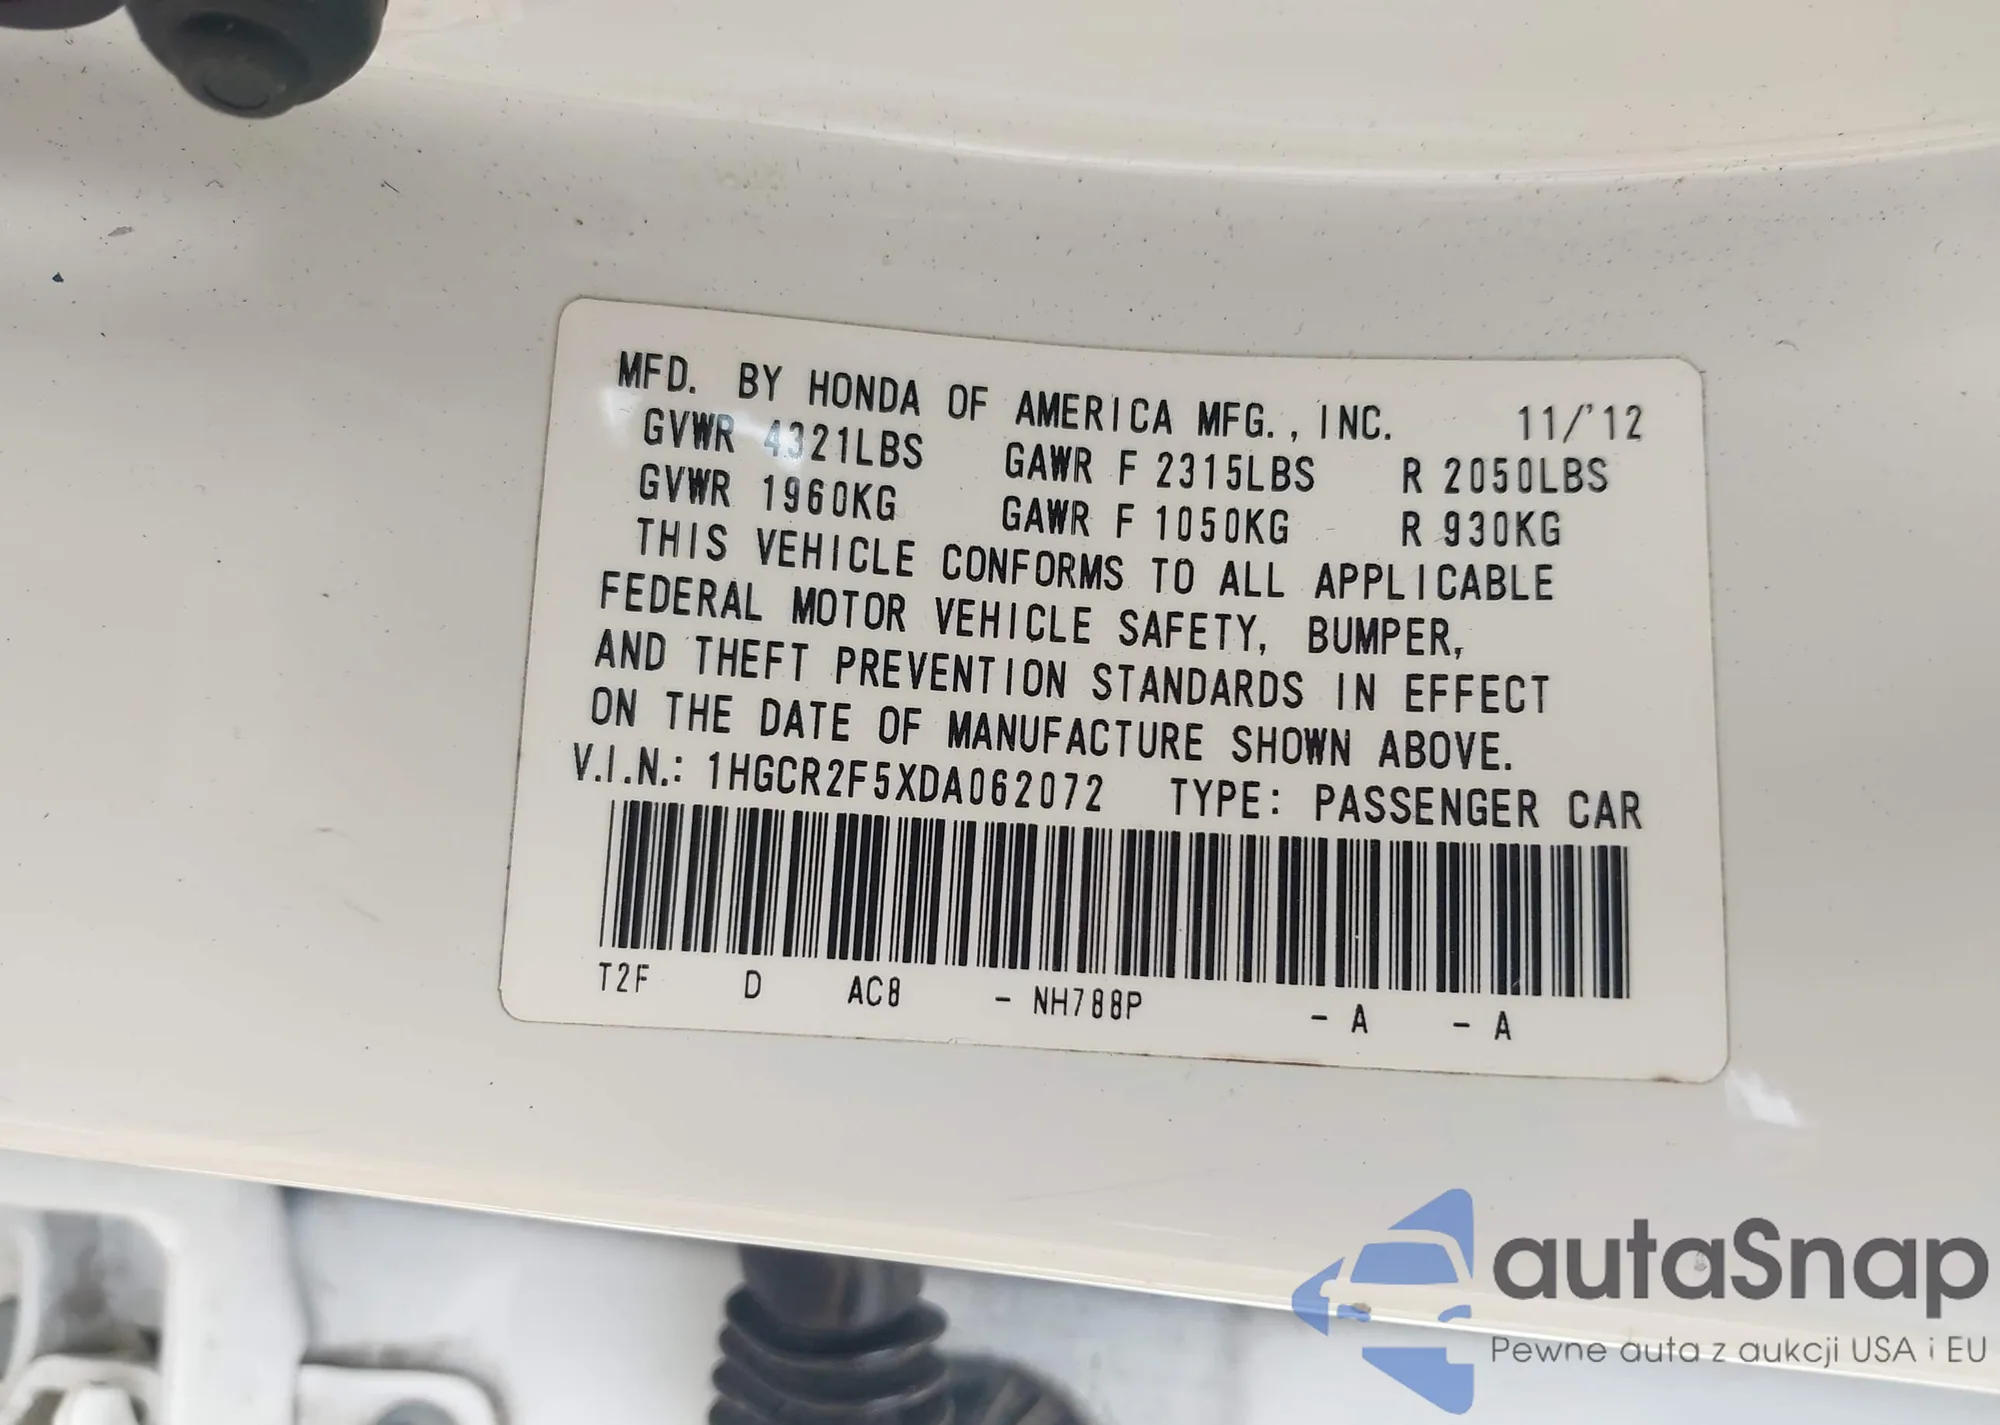 MFD. BY HONDA OF AMERICA MFG., INC. 11/'12
GVWR 4321LBS GAWR F 2315LBS R 2050LBS
GVWR 1960KG GAWR F 1050KG R 930KG
THIS VEHICLE CONFORMS TO ALL APPLICABLE
FEDERAL MOTOR VEHICLE SAFETY, BUMPER,
AND THEFT PREVENTION STANDARDS IN EFFECT
ON THE DATE OF MANUFACTURE SHOWN ABOVE.
V.I.N.: 1HGCR2F5XDA062072 TYPE: PASSENGER CAR
T2F D AC8 - NH788P - A - A
autaSnap
Pewne auta z aukcji USA i EU